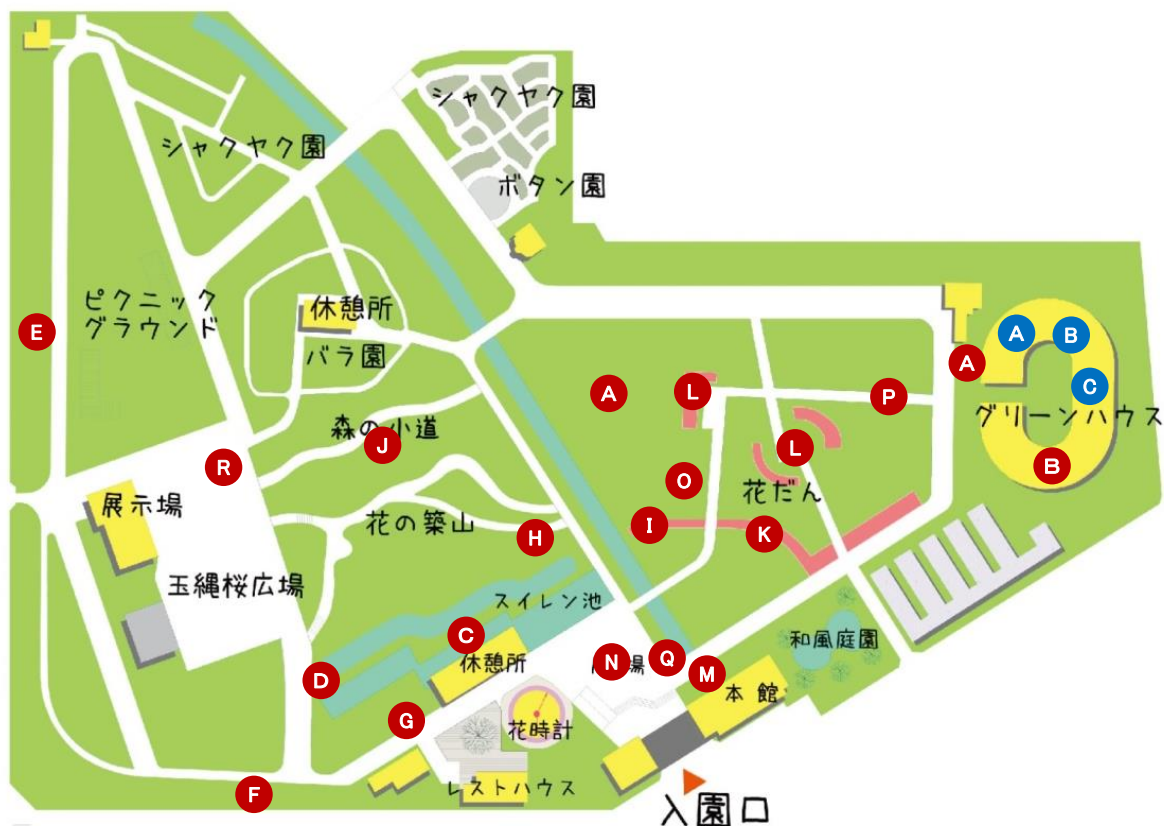 シャクヤク園
シャクヤク園
ボタン園
ピクニック
グラウンド
休憩所
バラ園
E
A
B
C
A
A
L
P
グリーンハウス
森の小道
J
L
B
R
O
花だん
展示場
花の築山
H
I
K
玉縄桜広場
スイレン池
C
休憩所
N
場
Q
和風庭園
D
M
本館
G
花時計
レストハウス
F
入園口